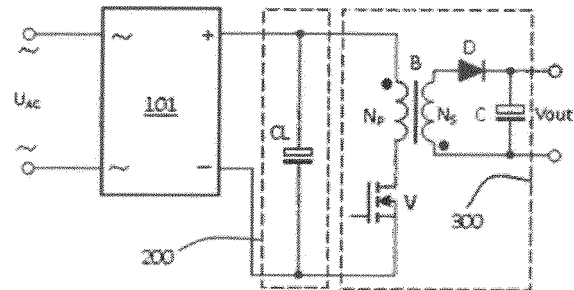 ~
~
U_AC
~
~
101
+
−
CL
200
B
D
N_P
N_S
C
Vout
V
300